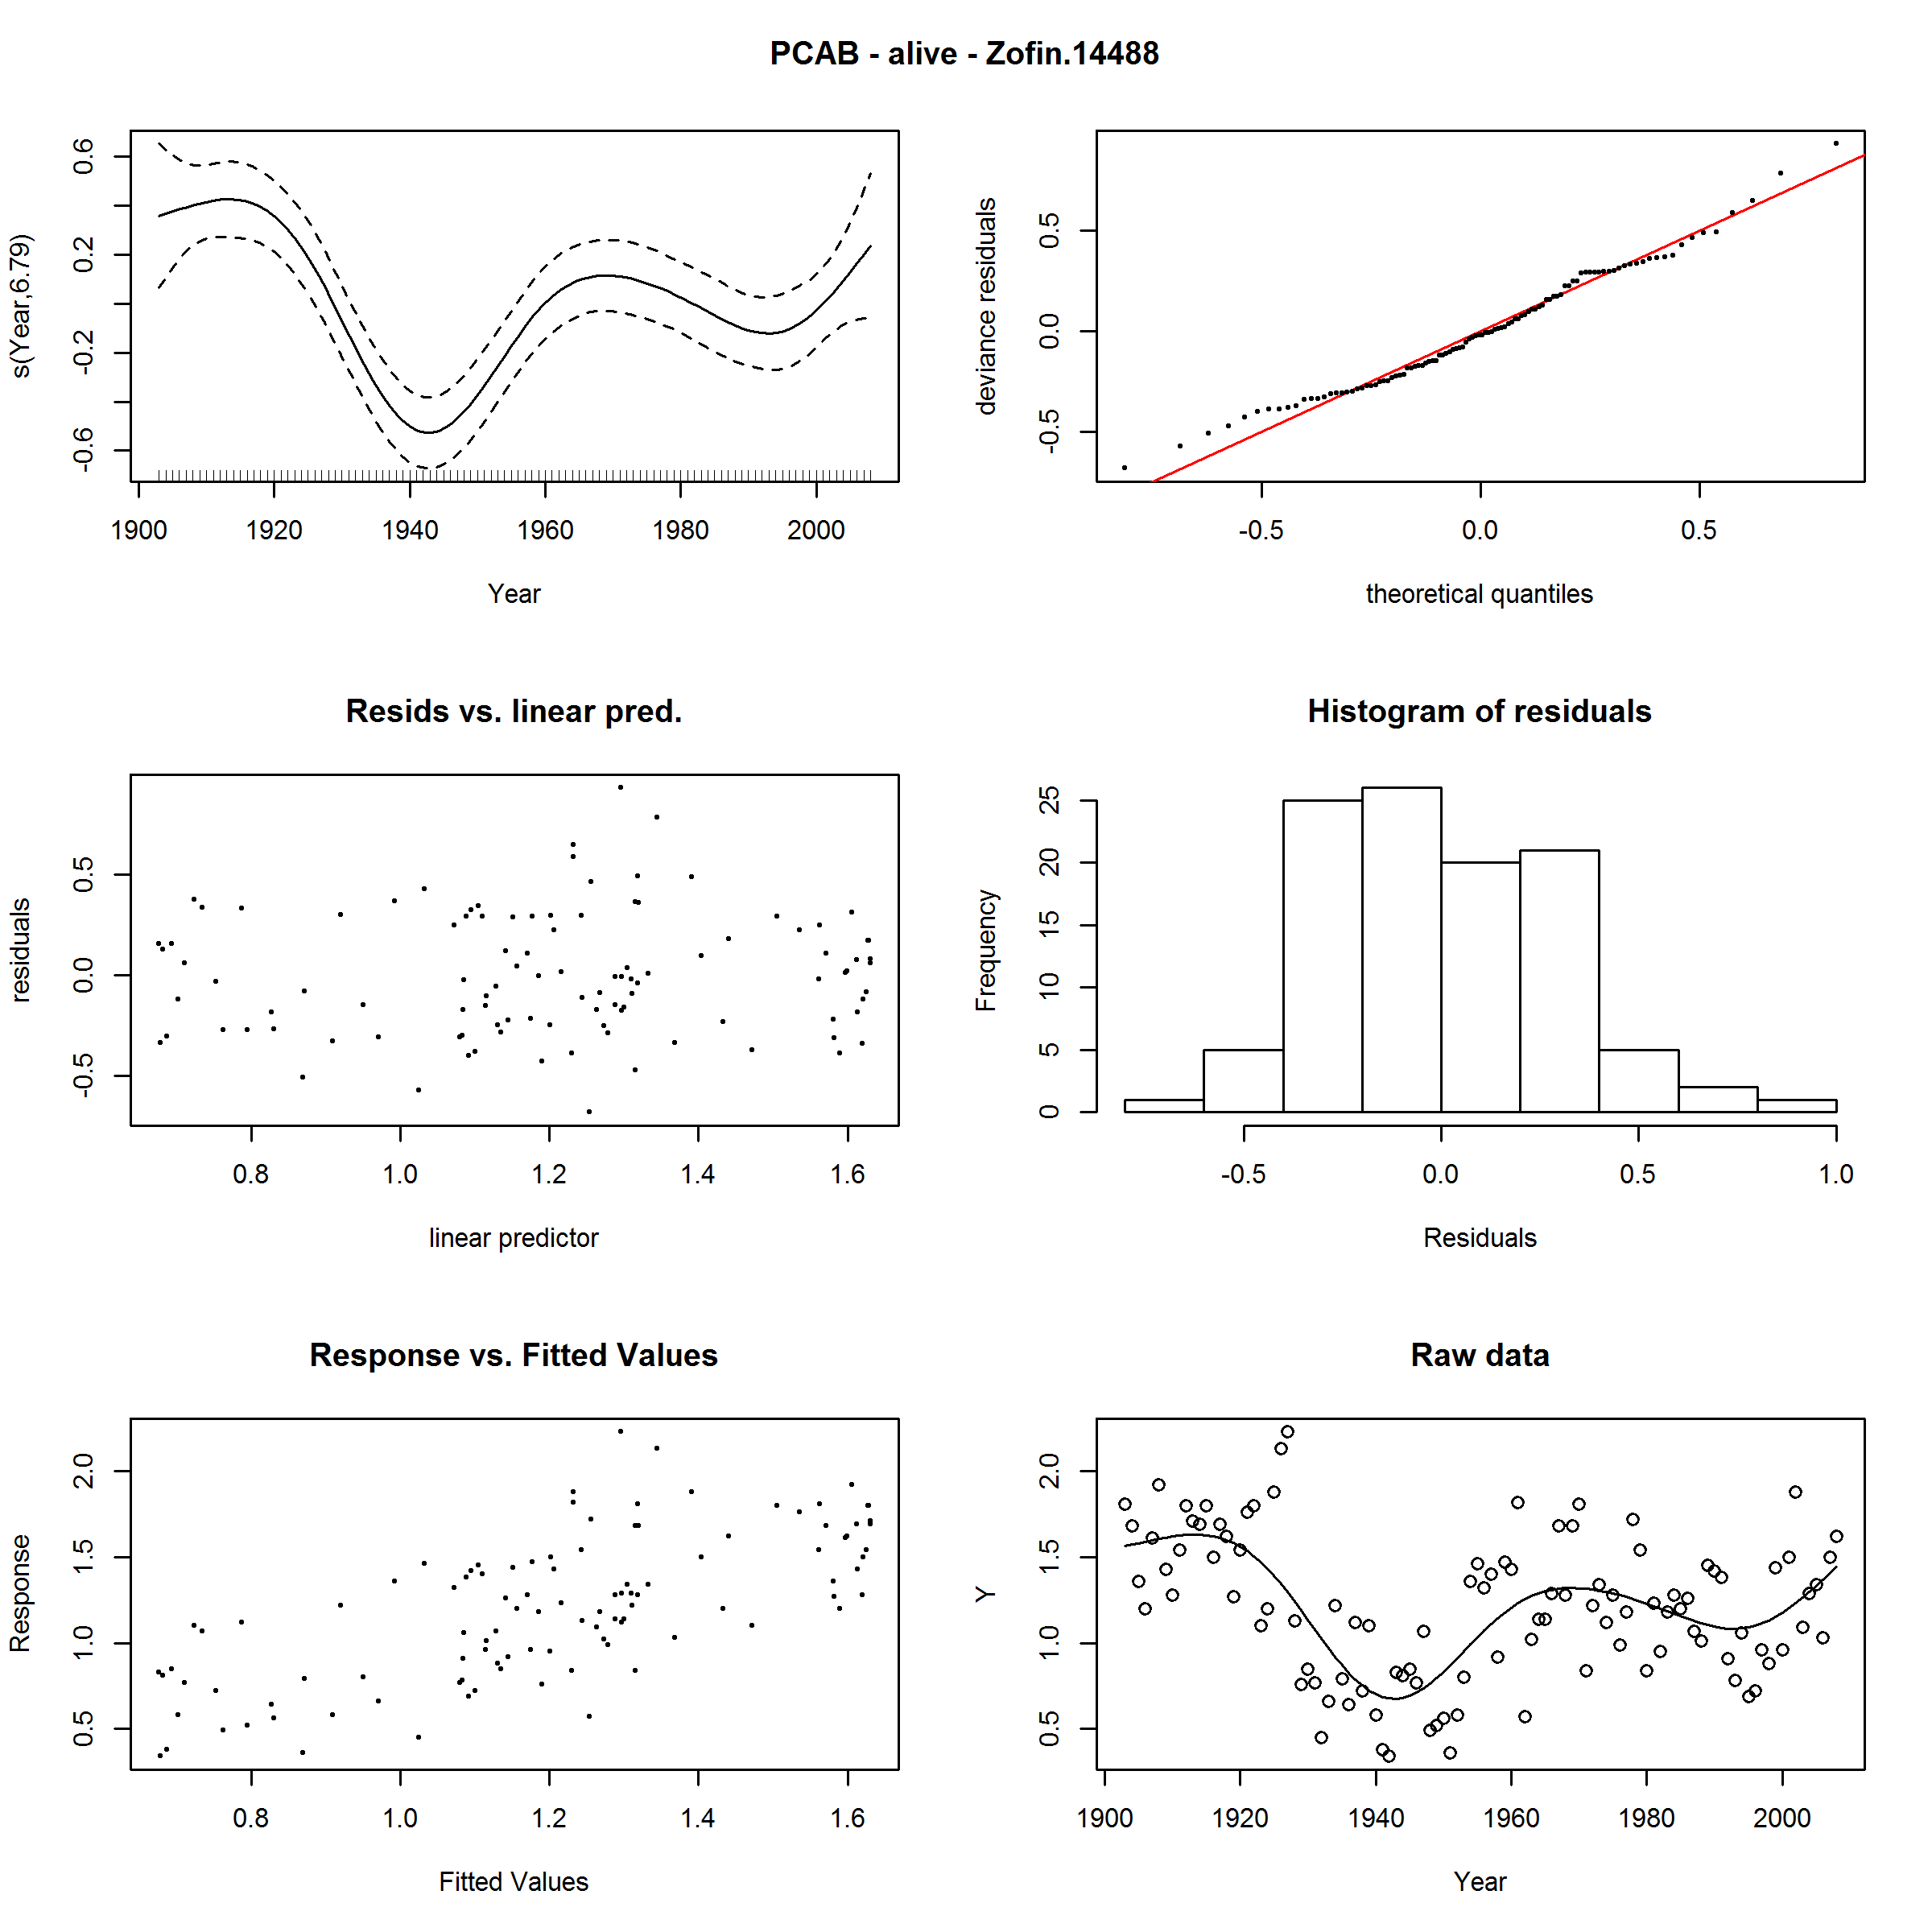 PCAB - alive - Zofin.14488
s(Year,6.79)
0.6
0.2
-0.2
-0.6
1900 1920 1940 1960 1980 2000
Year
deviance residuals
0.5
0.0
-0.5
-0.5 0.0 0.5
theoretical quantiles
Resids vs. linear pred.
residuals
0.5
0.0
-0.5
0.8 1.0 1.2 1.4 1.6
linear predictor
Histogram of residuals
Frequency
25
20
15
10
5
0
-0.5 0.0 0.5 1.0
Residuals
Response vs. Fitted Values
Response
2.0
1.5
1.0
0.5
0.8 1.0 1.2 1.4 1.6
Fitted Values
Raw data
Y
2.0
1.5
1.0
0.5
1900 1920 1940 1960 1980 2000
Year